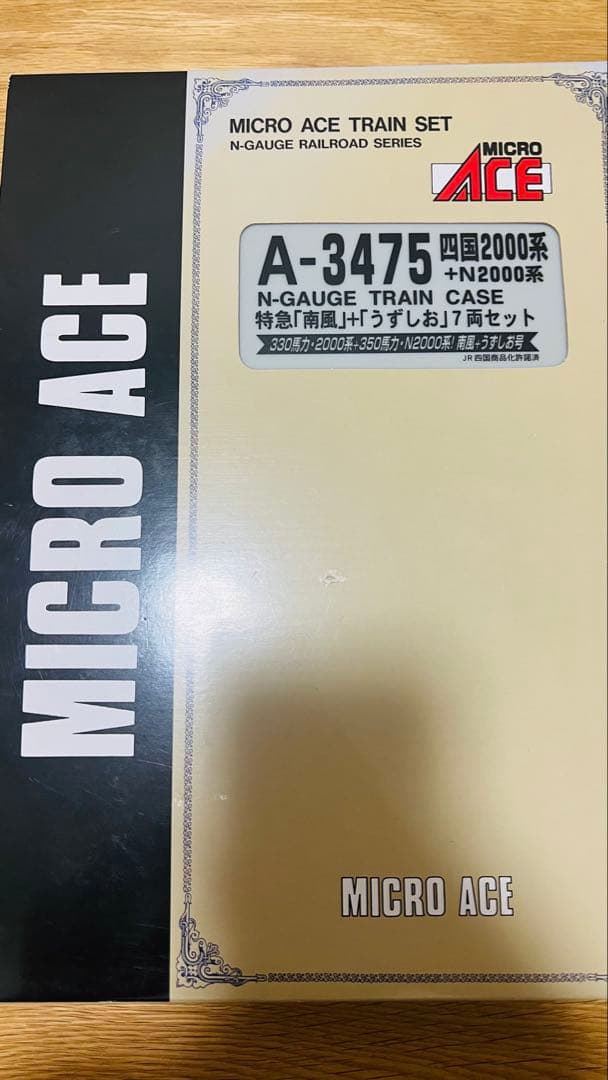 MICRO ACE TRAIN SET
N-GAUGE RAILROAD SERIES
MICRO
ACE
A-3475 四国2000系
+N2000系
N-GAUGE TRAIN CASE
特急「南風」+「うずしお」7両セット
330馬力・2000系+350馬力・N2000系! 南風+うずしお号
JR四国商品化許諾済
MICRO ACE
MICRO ACE